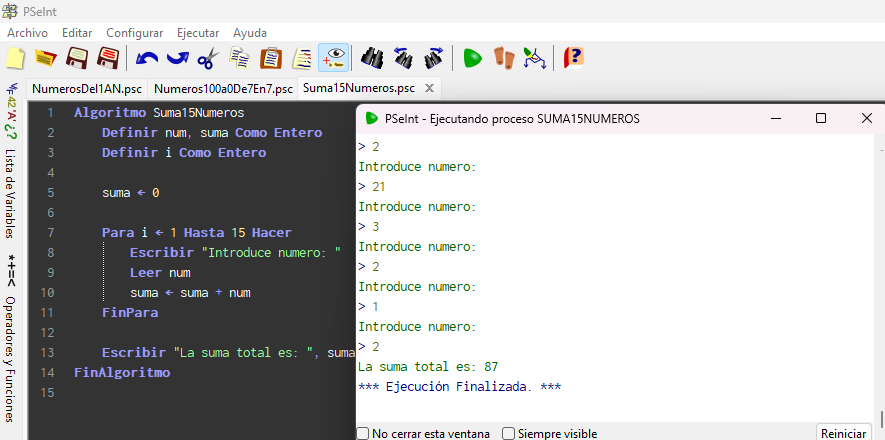 PSeInt
Archivo Editar Configurar Ejecutar Ayuda
NumerosDel1AN.psc Numeros100a0De7En7.psc Suma15Numeros.psc
Lista de Variables
Operadores y Funciones
1 Algoritmo Suma15Numeros
2 Definir num, suma Como Entero
3 Definir i Como Entero
4
5 suma ← 0
6
7 Para i ← 1 Hasta 15 Hacer
8 Escribir "Introduce numero: "
9 Leer num
10 suma ← suma + num
11 FinPara
12
13 Escribir "La suma total es: ", suma
14 FinAlgoritmo
15
PSeInt - Ejecutando proceso SUMA15NUMEROS
> 2
Introduce numero:
> 21
Introduce numero:
> 3
Introduce numero:
> 2
Introduce numero:
> 1
Introduce numero:
> 2
La suma total es: 87
*** Ejecución Finalizada. ***
No cerrar esta ventana Siempre visible Reiniciar